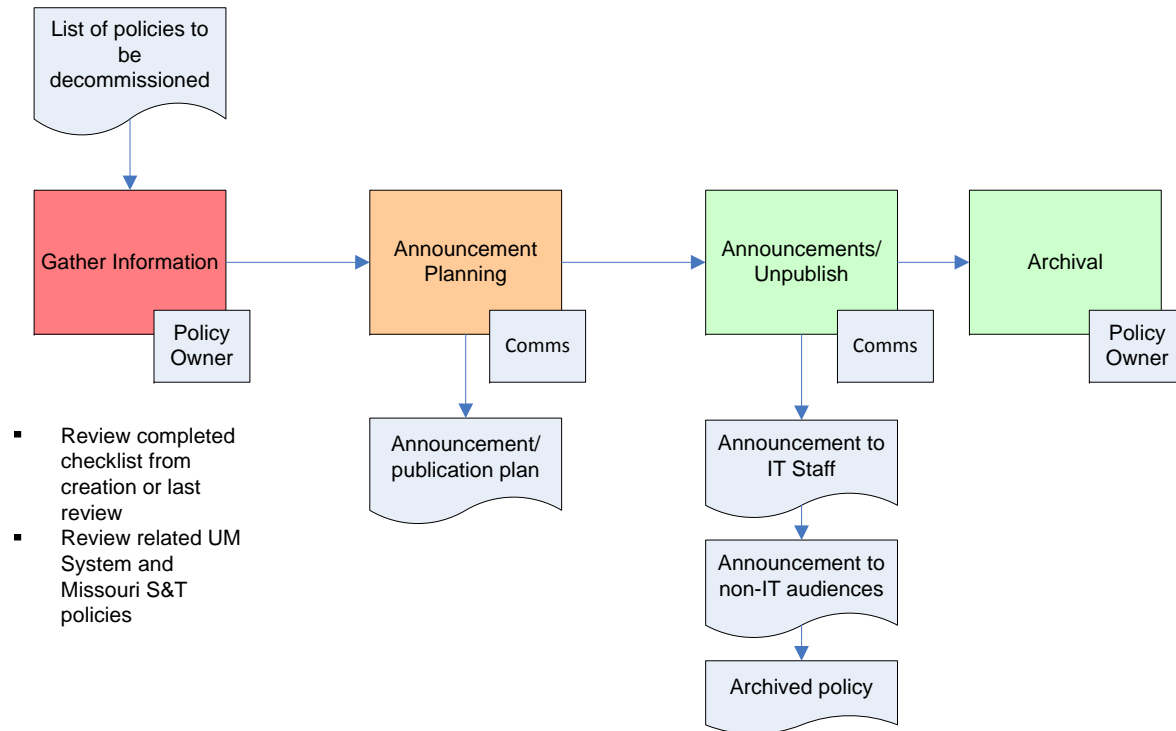 List of policies to
be
decommissioned
Gather Information
Policy
Owner
Announcement
Planning
Comms
Announcements/
Unpublish
Comms
Archival
Policy
Owner
▪ Review completed
checklist from
creation or last
review
▪ Review related UM
System and
Missouri S&T
policies
Announcement/
publication plan
Announcement to
IT Staff
Announcement to
non-IT audiences
Archived policy